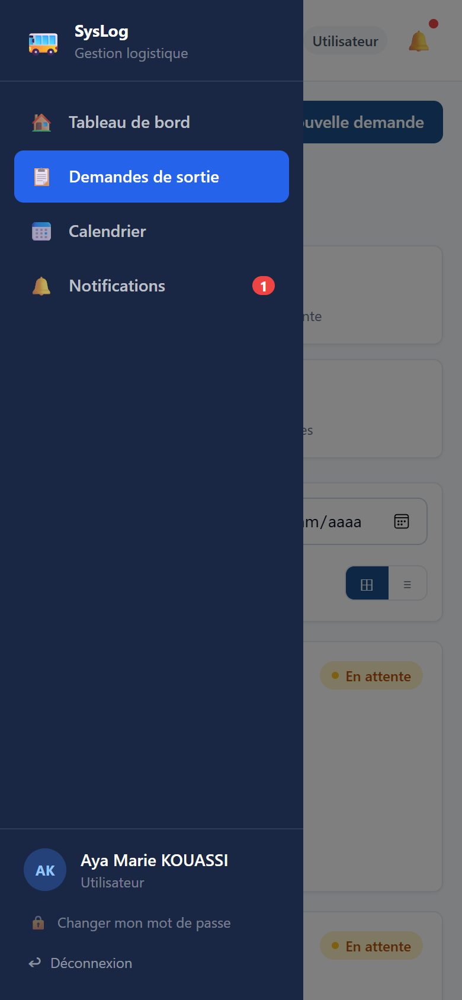 SysLog
Gestion logistique
Utilisateur
Tableau de bord
ouvelle demande
Demandes de sortie
Calendrier
Notifications
1
nte
es
m/aaaa
En attente
Aya Marie KOUASSI
AK
Utilisateur
Changer mon mot de passe
En attente
Déconnexion